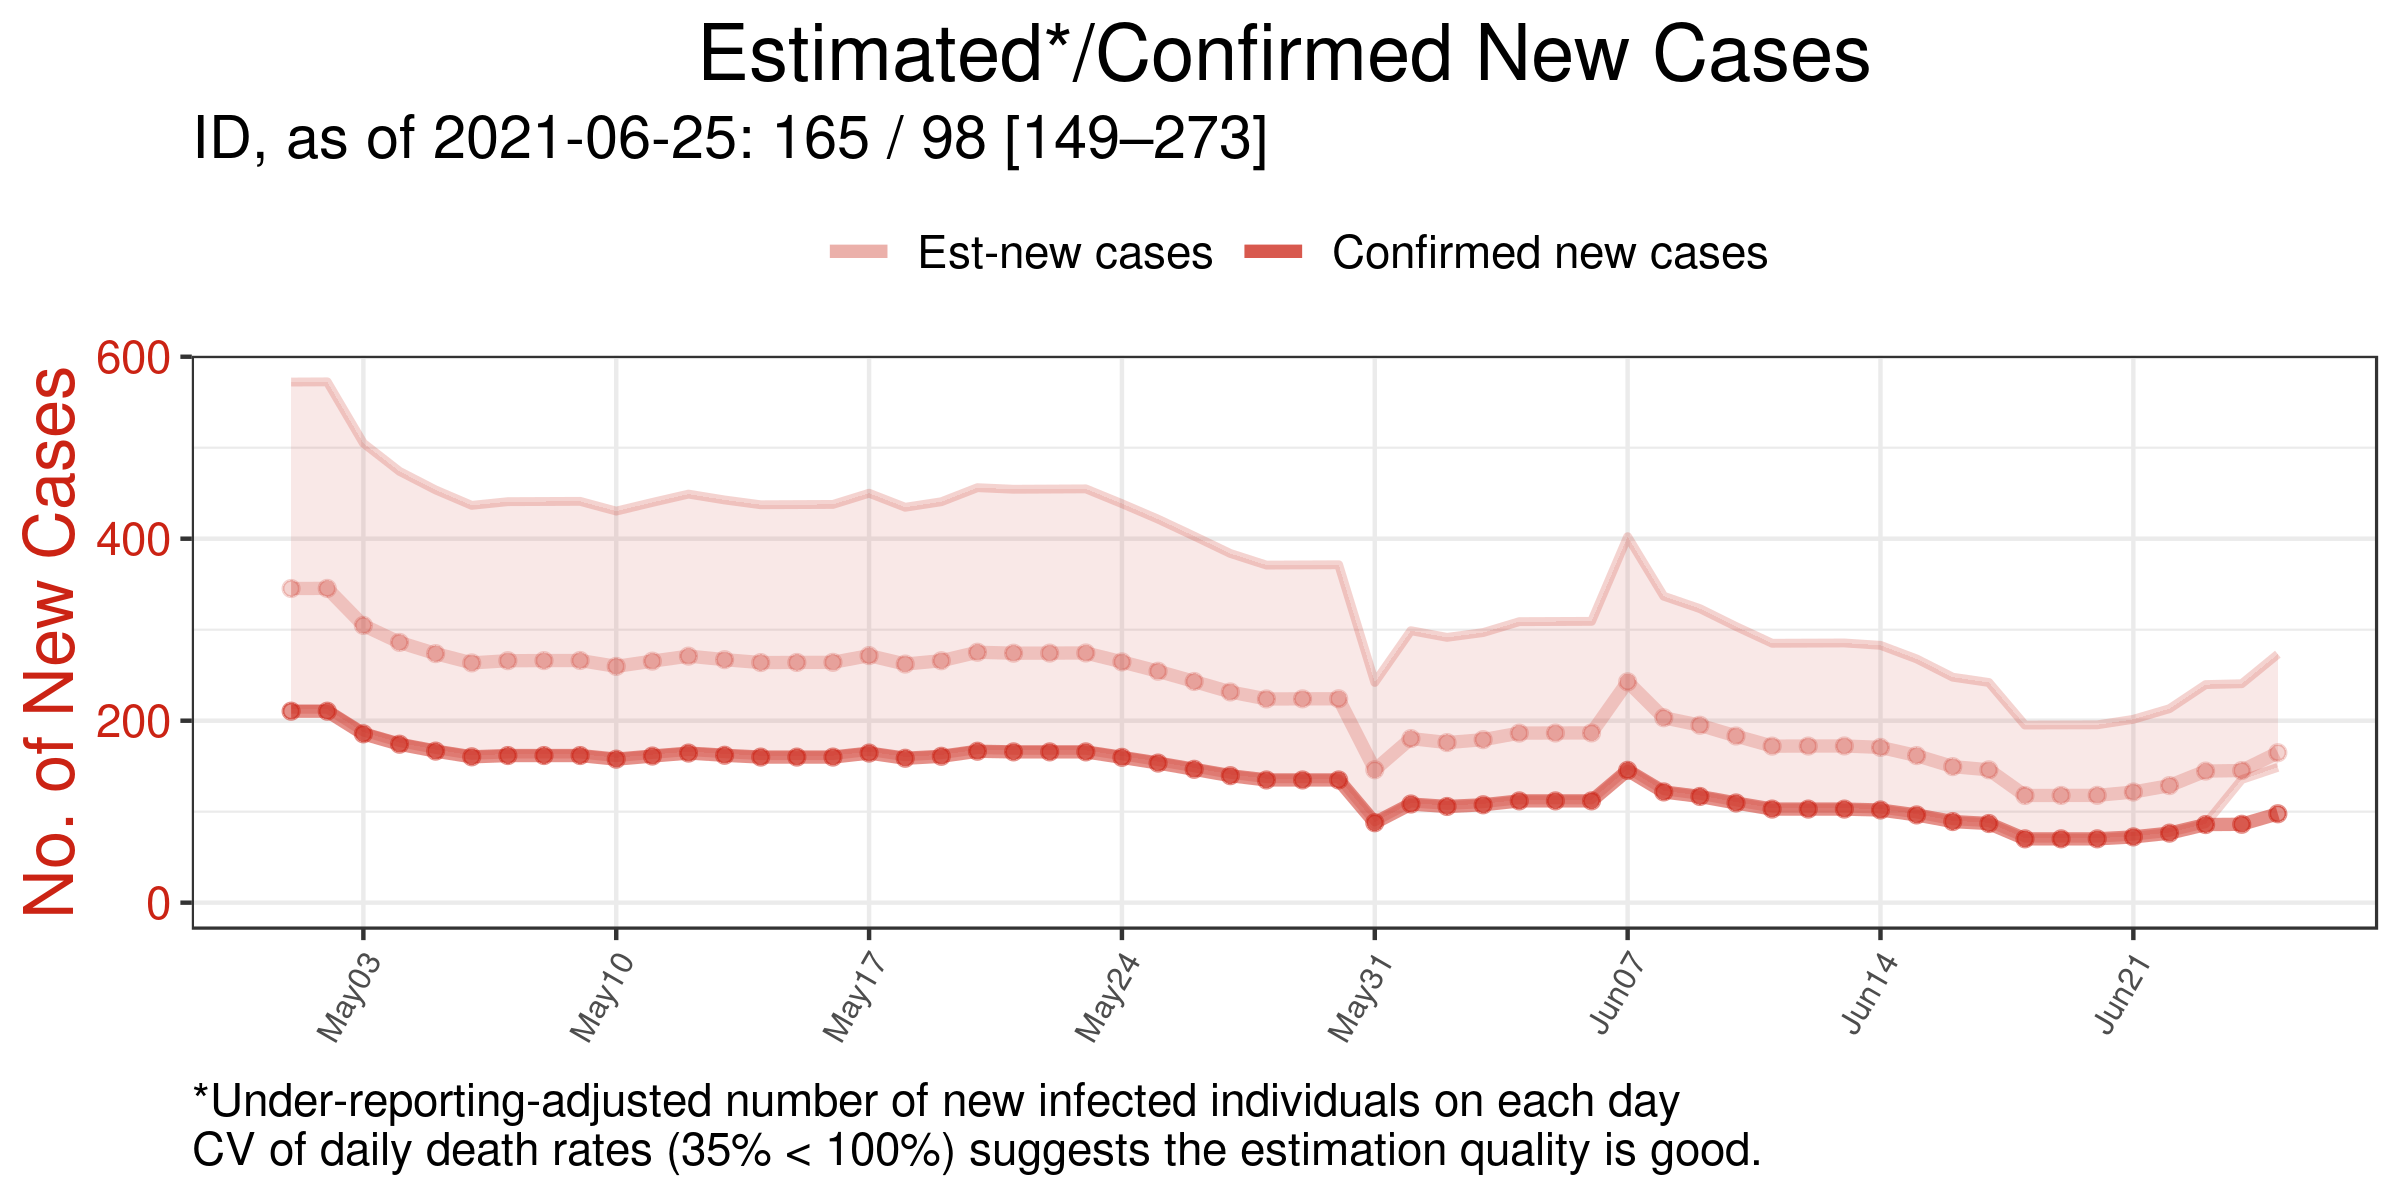 Estimated*/Confirmed New Cases
ID, as of 2021-06-25: 165 / 98 [149–273]
Est-new cases Confirmed new cases
No. of New Cases
600
400
200
0
May03 May10 May17 May24 May31 Jun07 Jun14 Jun21
*Under-reporting-adjusted number of new infected individuals on each day
CV of daily death rates (35% < 100%) suggests the estimation quality is good.